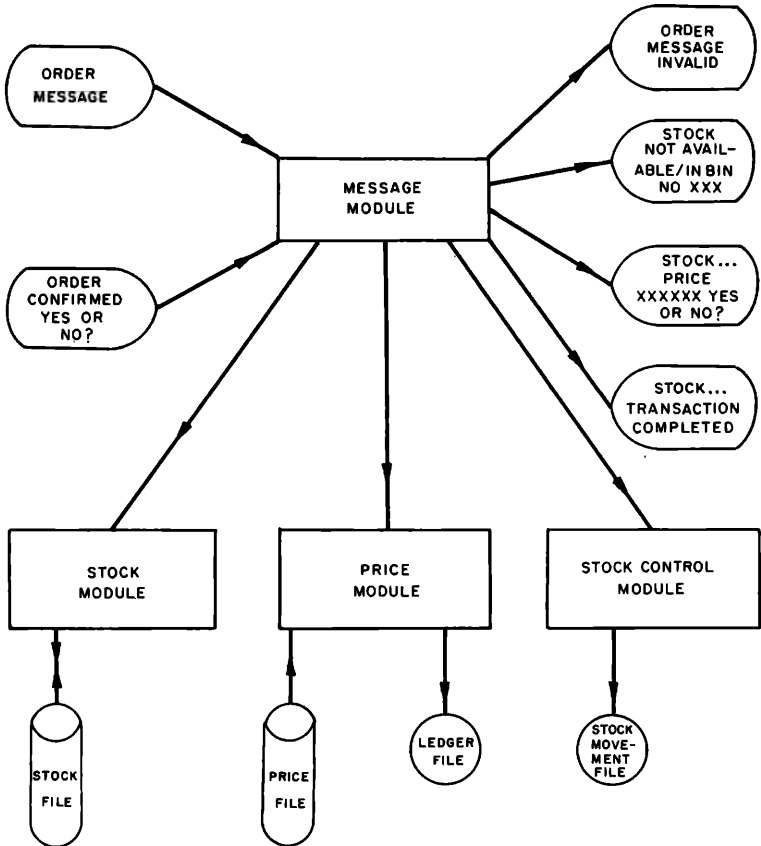 ORDER
MESSAGE
ORDER
MESSAGE
INVALID
STOCK
NOT AVAIL-
ABLE/IN BIN
NO XXX
MESSAGE
MODULE
ORDER
CONFIRMED
YES OR
NO?
STOCK...
PRICE
XXXXXX YES
OR NO?
STOCK...
TRANSACTION
COMPLETED
STOCK
MODULE
PRICE
MODULE
STOCK CONTROL
MODULE
STOCK
FILE
PRICE
FILE
LEDGER
FILE
STOCK
MOVE-
MENT
FILE